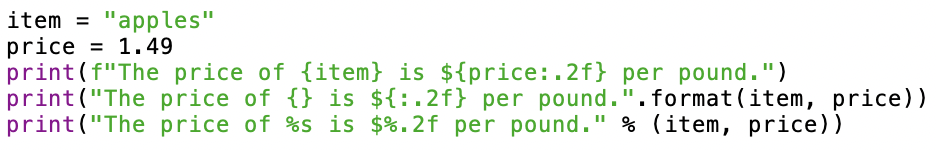 item = "apples"
price = 1.49
print(f"The price of {item} is ${price:.2f} per pound.")
print("The price of {} is ${:.2f} per pound.".format(item, price))
print("The price of %s is $%.2f per pound." % (item, price))